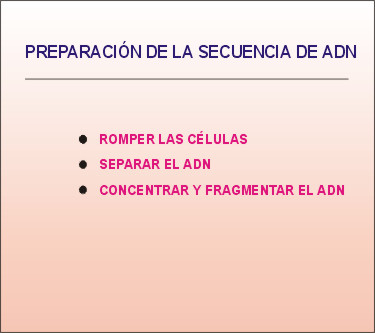 PREPARACIÓN DE LA SECUENCIA DE ADN
● ROMPER LAS CÉLULAS
● SEPARAR EL ADN
● CONCENTRAR Y FRAGMENTAR EL ADN